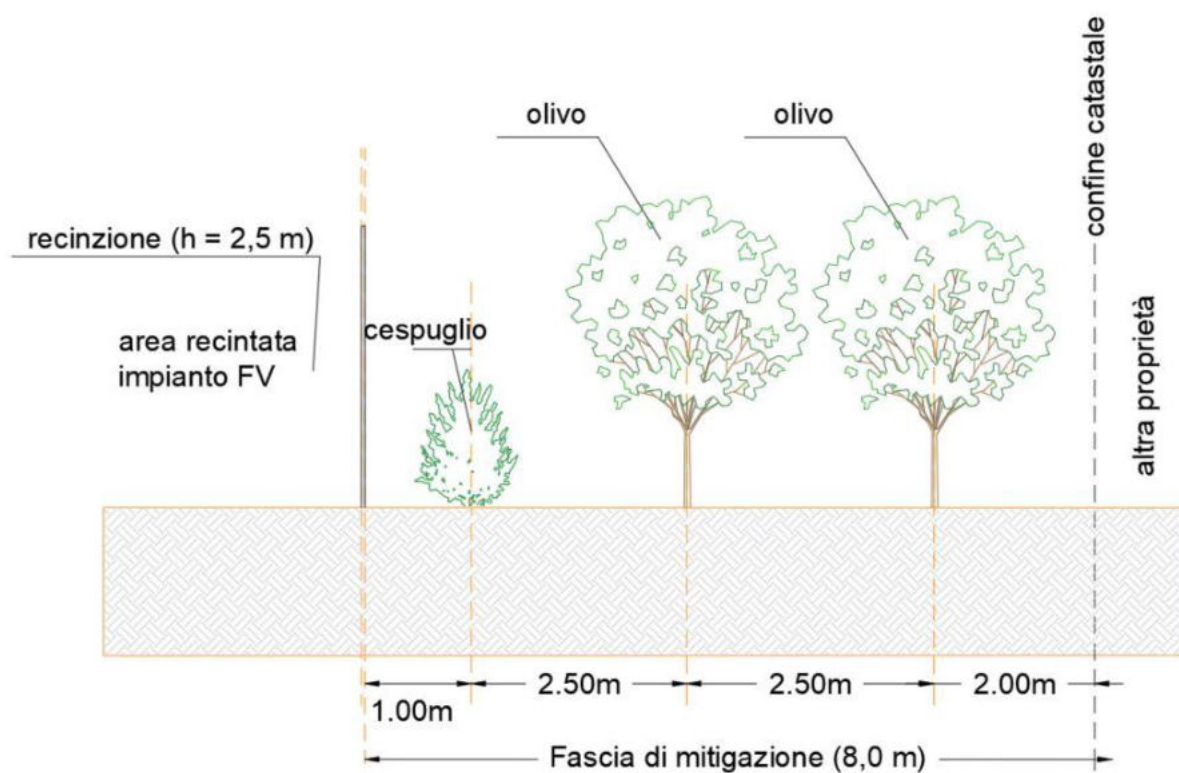 confine catastale
olivo
olivo
recinzione (h = 2,5 m)
cespuglio
area recintata
impianto FV
altra proprietà
1.00m
2.50m
2.50m
2.00m
Fascia di mitigazione (8,0 m)